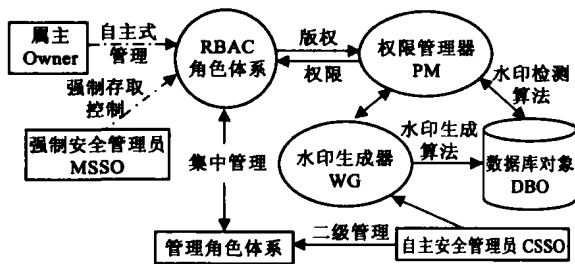 属主
Owner
自主式
管理
RBAC
角色体系
版权
权限
权限管理器
PM
强制存取
控制
水印检测
算法
强制安全管理员
MSSO
集中管理
水印生成器
WG
水印生成
算法
数据库对象
DBO
管理角色体系
二级管理
自主安全管理员 CSSO